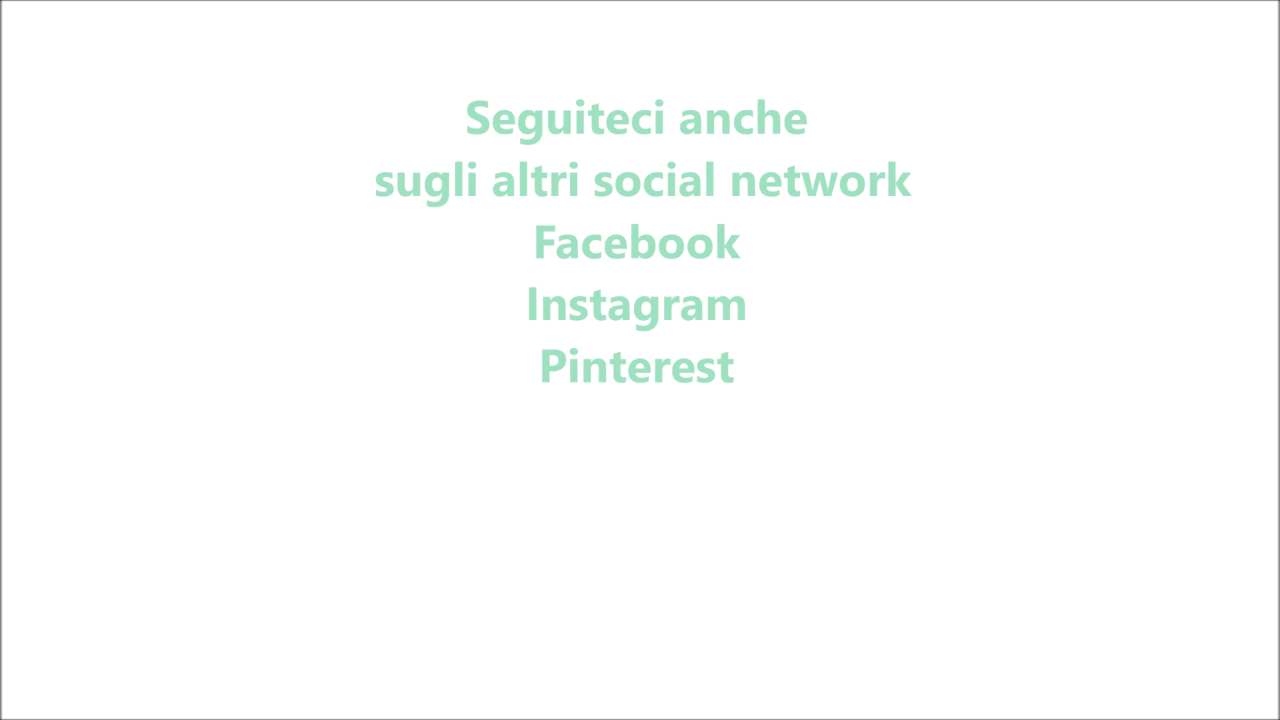 Seguiteci anche
sugli altri social network
Facebook
Instagram
Pinterest